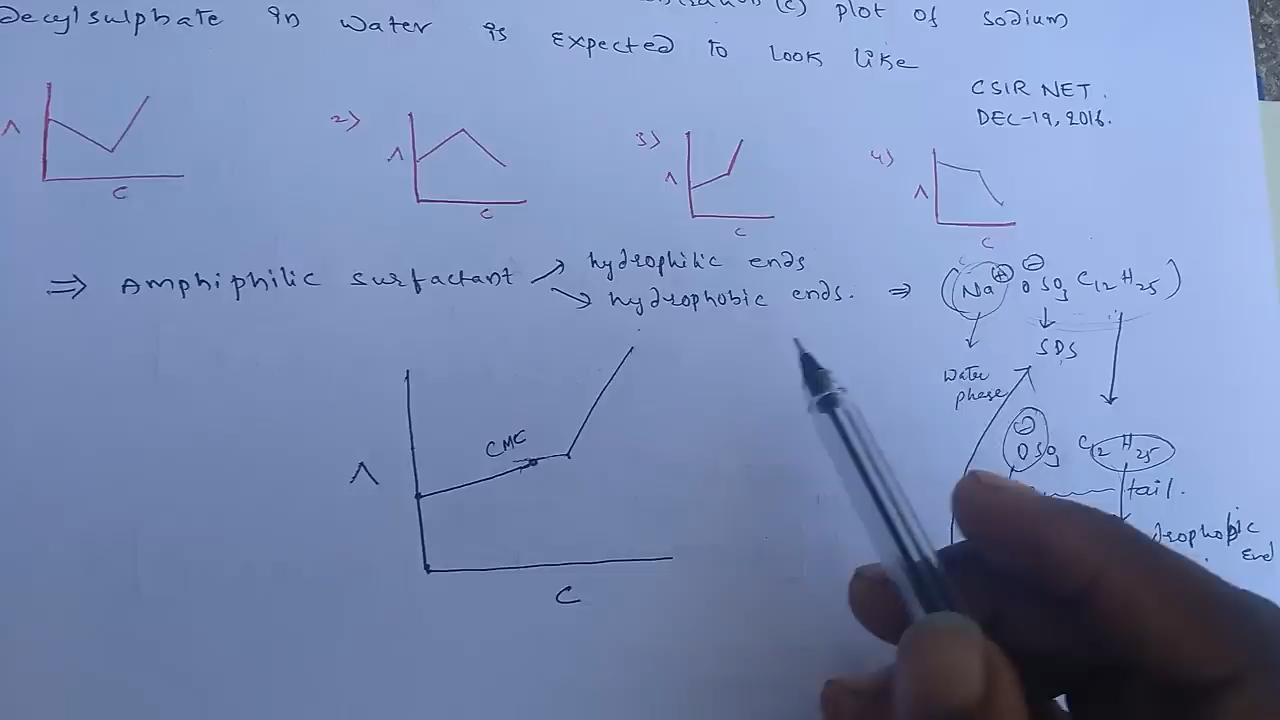 Decylsulphate in water is expected to look like (c) plot of sodium
CSIR NET.
DEC-19, 2016.
Λ
C
2)
Λ
C
3)
Λ
C
4)
Λ
C
⇒ Amphiphilic surfactant → hydrophilic ends
→ hydrophobic ends. ⇒ (Na⊕ ⊖OSO3 C12H25)
SDS
Water phase
⊖OSO3 C12H25
tail.
end
CMC
Λ
C